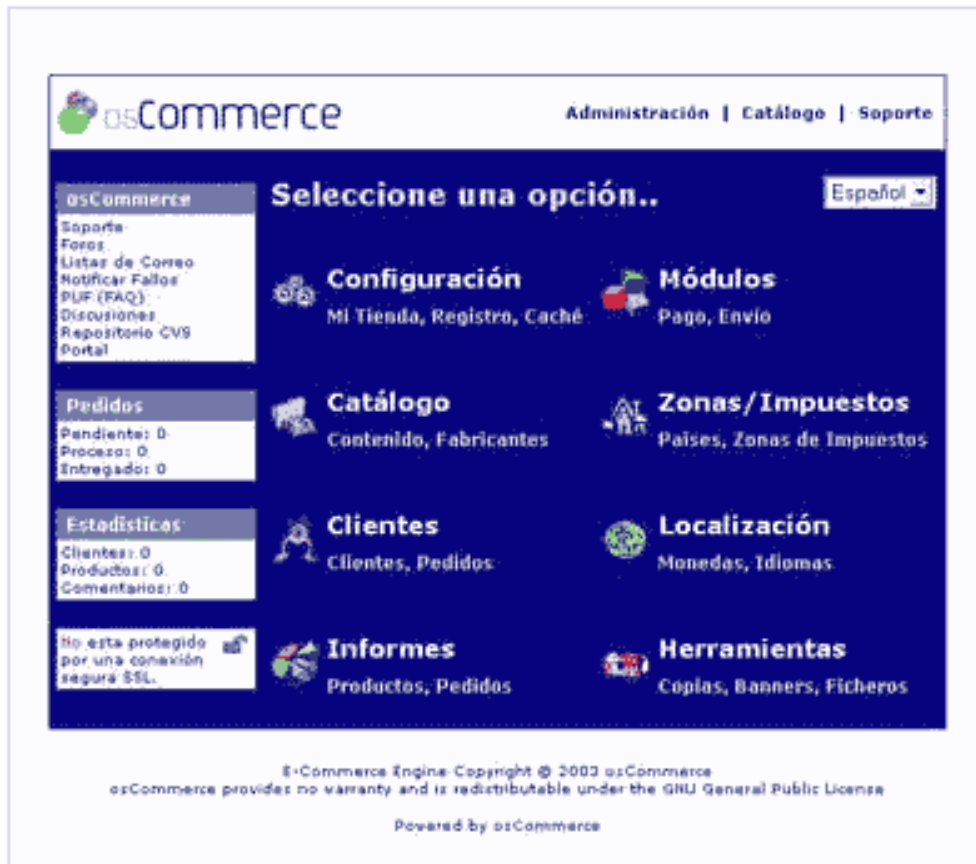 osCommerce
Administración | Catálogo | Soporte
osCommerce
Soporte
Foros
Listas de Correo
Notificar Fallos
PUF (FAQ)
Discusiones
Repositorio CVS
Portal
Pedidos
Pendiente: 0
Proceso: 0
Entregado: 0
Estadisticas
Clientes: 0
Productos: 0
Comentarios: 0
No esta protegido
por una conexión
segura SSL.
Seleccione una opción..
Español
Configuración
Mi Tienda, Registro, Caché
Módulos
Pago, Envío
Catálogo
Contenido, Fabricantes
Zonas/Impuestos
Países, Zonas de Impuestos
Clientes
Clientes, Pedidos
Localización
Monedas, Idiomas
Informes
Productos, Pedidos
Herramientas
Copias, Banners, Ficheros
E-Commerce Engine Copyright © 2003 osCommerce
osCommerce provides no warranty and is redistributable under the GNU General Public License
Powered by osCommerce